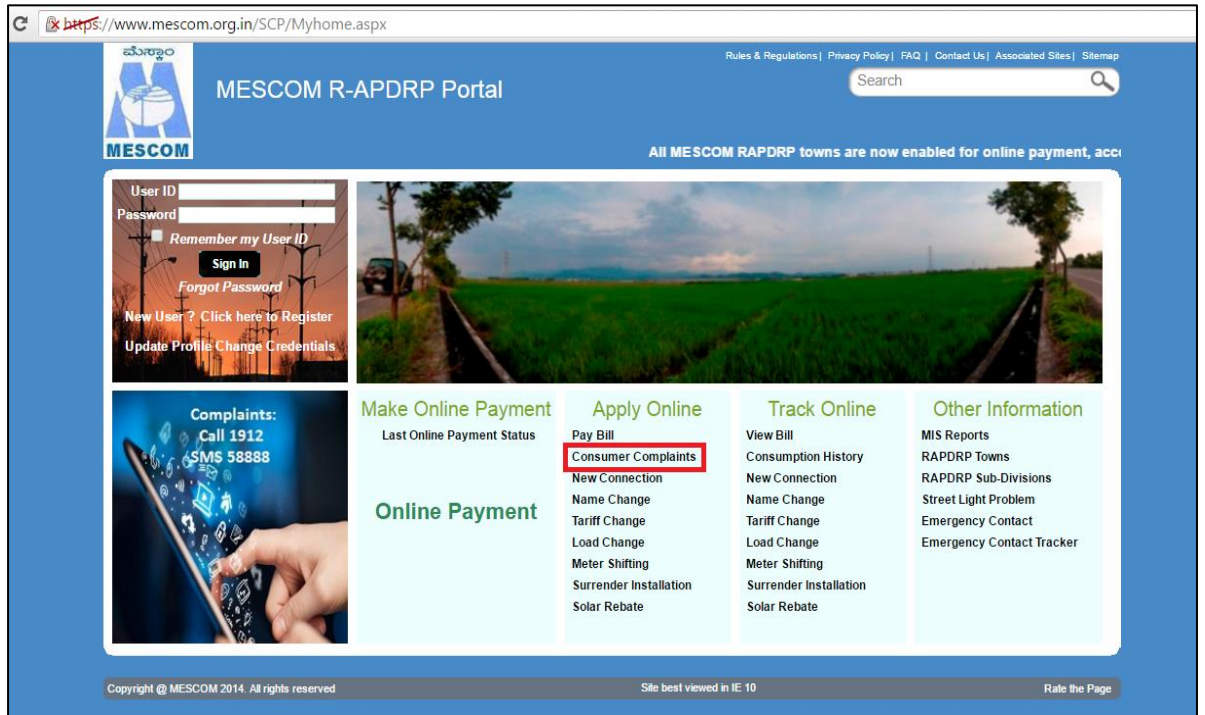 https://www.mescom.org.in/SCP/Myhome.aspx
ಮೆಸ್ಕಾಂ
MESCOM
MESCOM R-APDRP Portal
Rules & Regulations | Privacy Policy | FAQ | Contact Us | Associated Sites | Sitemap
Search
All MESCOM RAPDRP towns are now enabled for online payment, acce
User ID
Password
Remember my User ID
Sign In
Forgot Password
New User ? Click here to Register
Update Profile Change Credentials
Complaints:
Call 1912
SMS 58888
Make Online Payment
Last Online Payment Status
Online Payment
Apply Online
Pay Bill
Consumer Complaints
New Connection
Name Change
Tariff Change
Load Change
Meter Shifting
Surrender Installation
Solar Rebate
Track Online
View Bill
Consumption History
New Connection
Name Change
Tariff Change
Load Change
Meter Shifting
Surrender Installation
Solar Rebate
Other Information
MIS Reports
RAPDRP Towns
RAPDRP Sub-Divisions
Street Light Problem
Emergency Contact
Emergency Contact Tracker
Copyright @ MESCOM 2014. All rights reserved
Site best viewed in IE 10
Rate the Page